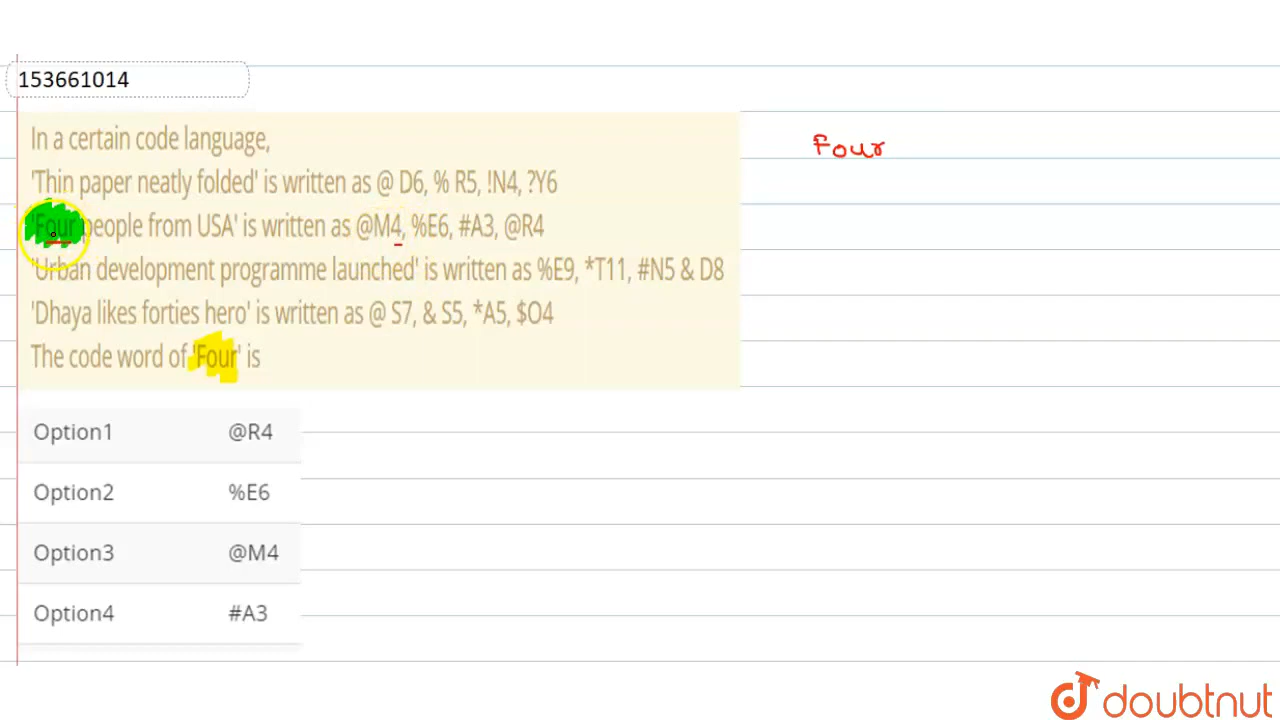 153661014
In a certain code language,
Four
'Thin paper neatly folded' is written as @ D6, % R5, !N4, ?Y6
'Four people from USA' is written as @M4, %E6, #A3, @R4
'Urban development programme launched' is written as %E9, *T11, #N5 & D8
'Dhaya likes forties hero' is written as @ S7, & S5, *A5, $O4
The code word of 'Four' is
Option1 @R4
Option2 %E6
Option3 @M4
Option4 #A3
doubtnut